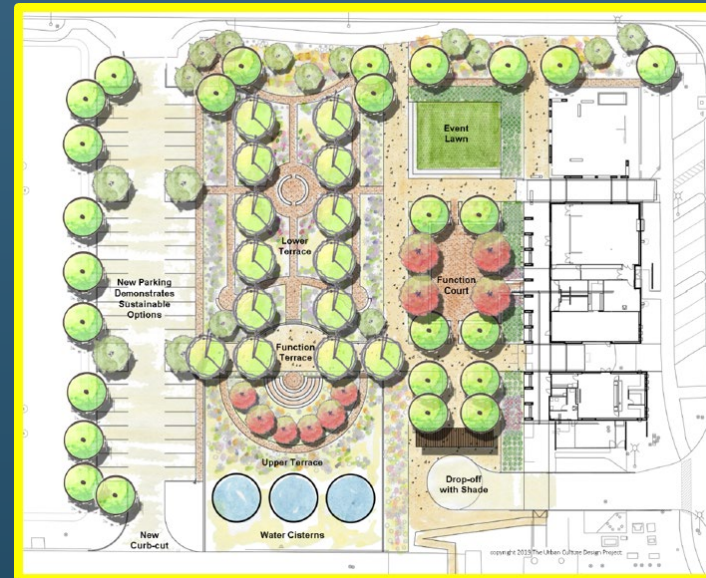 Event
Lawn
Lower
Terrace
Function
Court
New Parking
Demonstrates
Sustainable
Options
Function
Terrace
Upper Terrace
Drop-off
with Shade
Water Cisterns
New
Curb-cut
copyright 2019 The Urban Culture Design Project